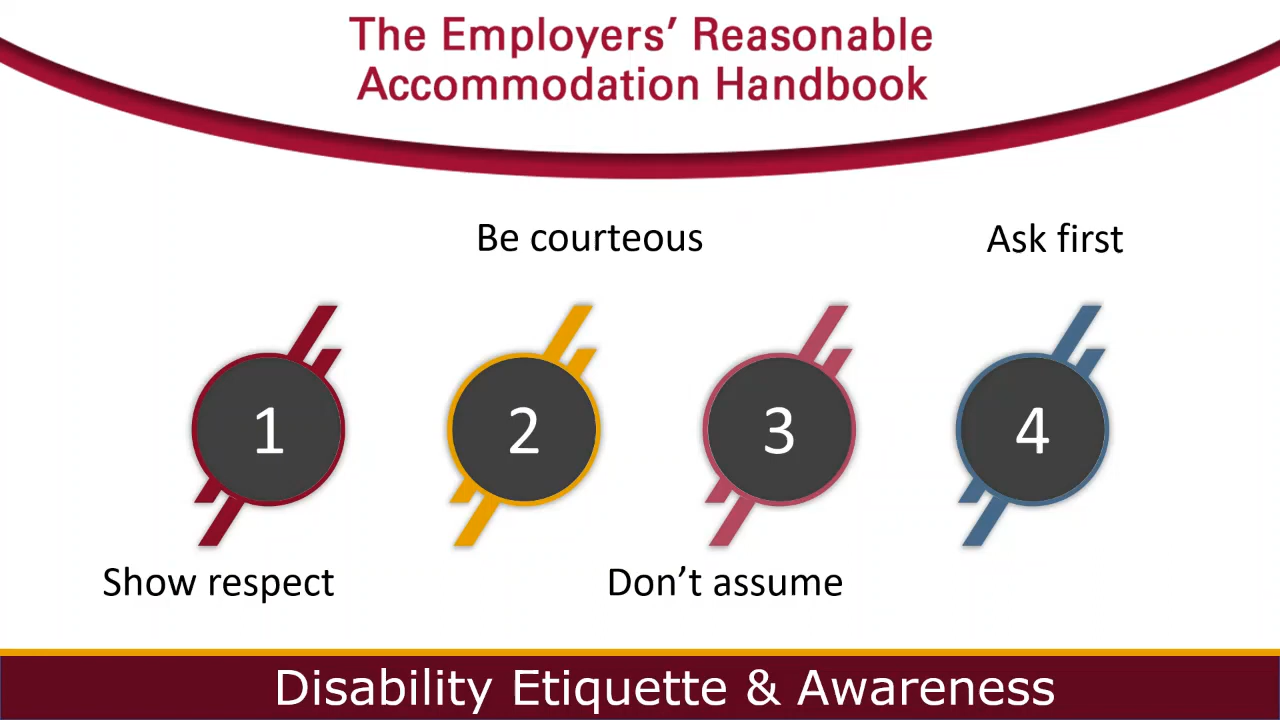 The Employers’ Reasonable
Accommodation Handbook
Be courteous
Ask first
1
2
3
4
Show respect
Don’t assume
Disability Etiquette & Awareness